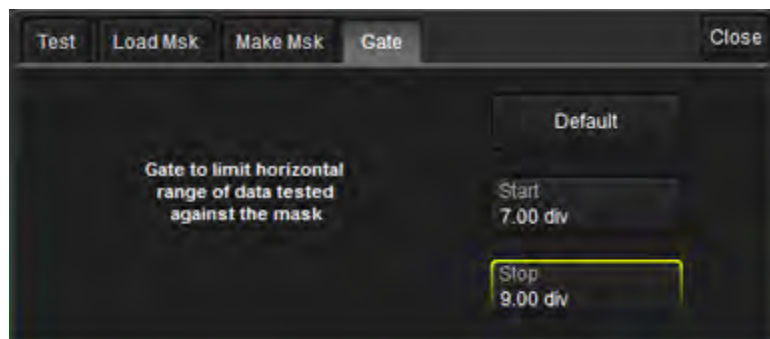 Test Load Msk Make Msk Gate Close
Default
Gate to limit horizontal
range of data tested
against the mask
Start
7.00 div
Stop
9.00 div